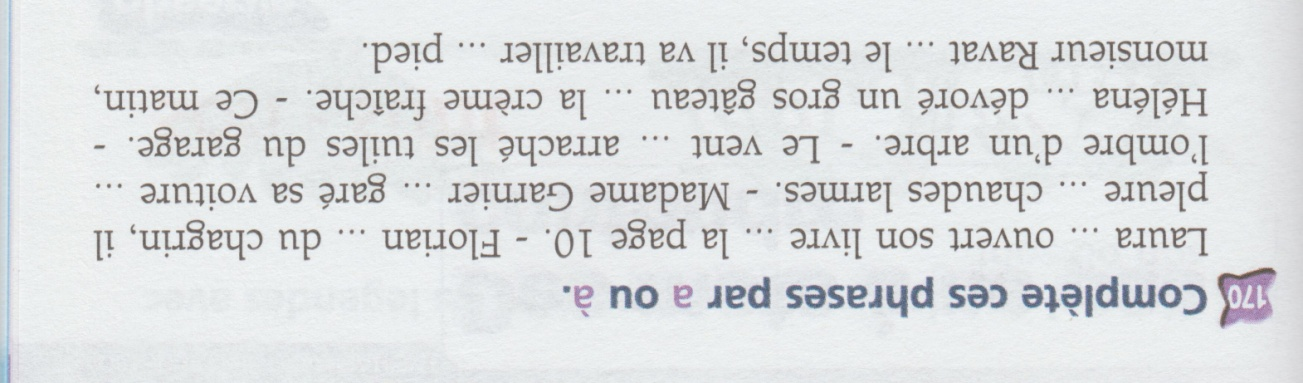 170 Complète ces phrases par a ou à.
Laura ... ouvert son livre ... la page 10. - Florian ... du chagrin, il
pleure ... chaudes larmes. - Madame Garnier ... garé sa voiture ...
l'ombre d'un arbre. - Le vent ... arraché les tuiles du garage. -
Héléna ... dévoré un gros gâteau ... la crème fraîche. - Ce matin,
monsieur Ravat ... le temps, il va travailler ... pied.